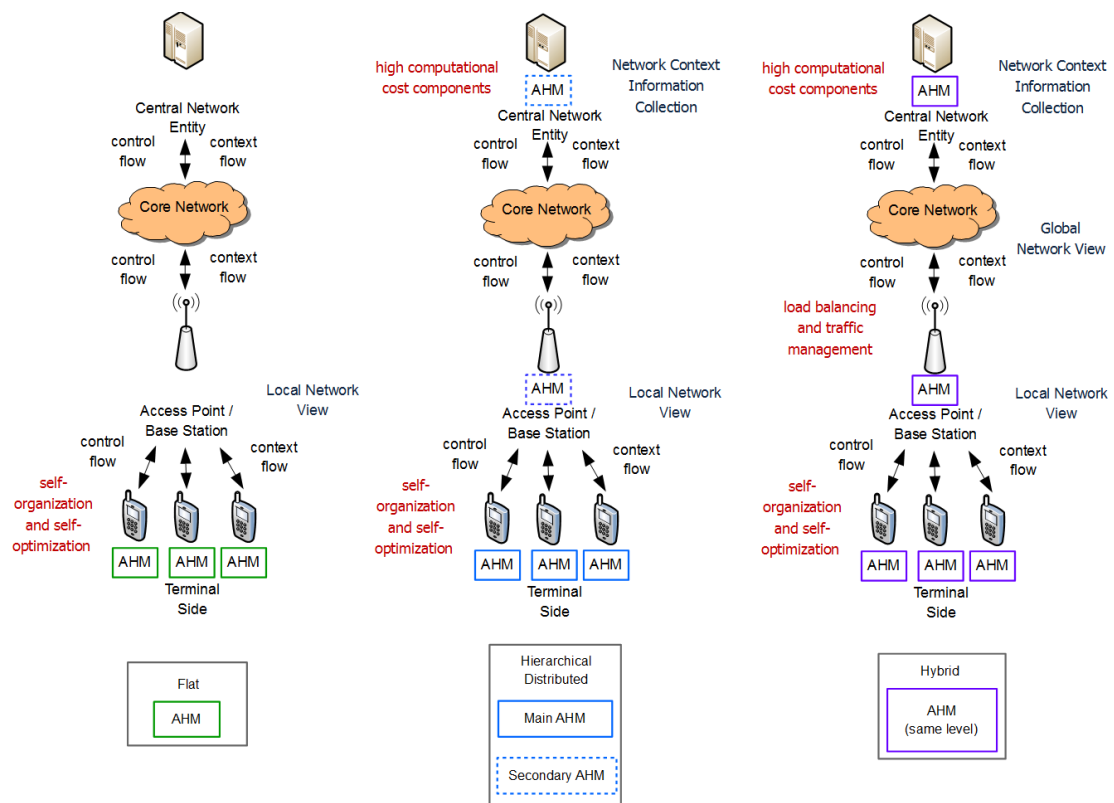 Central Network
Entity
control
flow
context
flow
Core Network
control
flow
context
flow
Local Network
View
Access Point /
Base Station
control
flow
context
flow
self-
organization
and self-
optimization
AHM
AHM
AHM
Terminal
Side
Flat
AHM
high computational
cost components
AHM
Network Context
Information
Collection
Central Network
Entity
control
flow
context
flow
Core Network
control
flow
context
flow
AHM
Local Network
View
Access Point /
Base Station
control
flow
context
flow
self-
organization
and self-
optimization
AHM
AHM
AHM
Terminal
Side
Hierarchical
Distributed
Main AHM
Secondary AHM
high computational
cost components
AHM
Network Context
Information
Collection
Central Network
Entity
control
flow
context
flow
Core Network
Global
Network View
control
flow
context
flow
load balancing
and traffic
management
AHM
Local Network
View
Access Point /
Base Station
control
flow
context
flow
self-
organization
and self-
optimization
AHM
AHM
AHM
Terminal
Side
Hybrid
AHM
(same level)